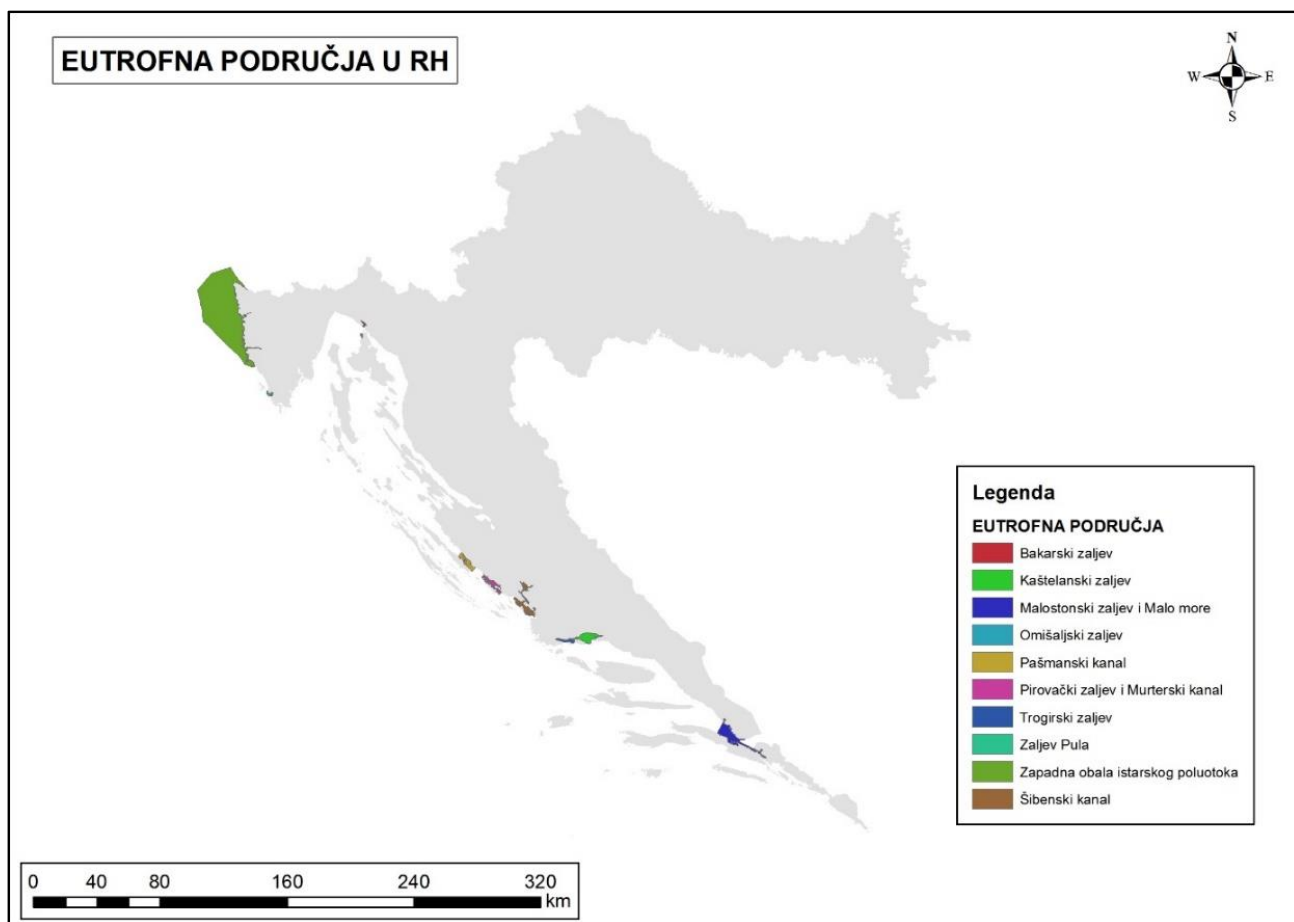 EUTROFNA PODRUČJA U RH
N
W E
S
Legenda
EUTROFNA PODRUČJA
Bakarski zaljev
Kaštelanski zaljev
Malostonski zaljev i Malo more
Omišaljski zaljev
Pašmanski kanal
Pirovački zaljev i Murterski kanal
Trogirski zaljev
Zaljev Pula
Zapadna obala istarskog poluotoka
Šibenski kanal
0 40 80 160 240 320
km